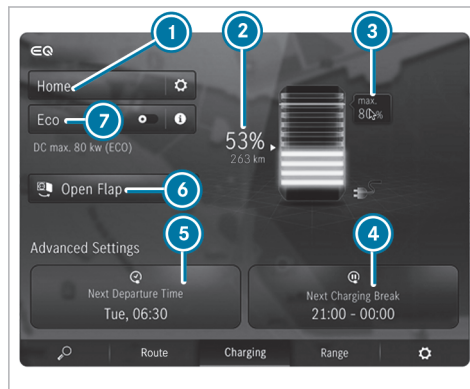 1
2
3
EQ
Home
max.
80%
Eco
7
53%
263 km
DC max. 80 kw (ECO)
Open Flap
6
Advanced Settings
5
4
Next Departure Time
Tue, 06:30
Next Charging Break
21:00 - 00:00
Route
Charging
Range